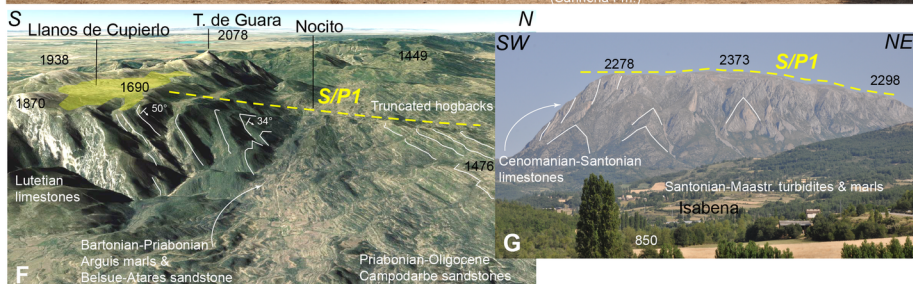 (Gunneria Fm.)
S
T. de Guara
N
Llanos de Cupierlo
2078
Nocito
1938
1449
1690
S/P1
1870
Truncated hogbacks
50°
34°
1476
Lutetian
limestones
Bartonian-Priabonian
Arguis marls &
Belsue-Atares sandstone
Priabonian-Oligocene
Campodarbe sandstones
F
SW
NE
2278
2373
S/P1
2298
Cenomanian-Santonian
limestones
Santonian-Maastr. turbidites & marls
Isabena
850
G